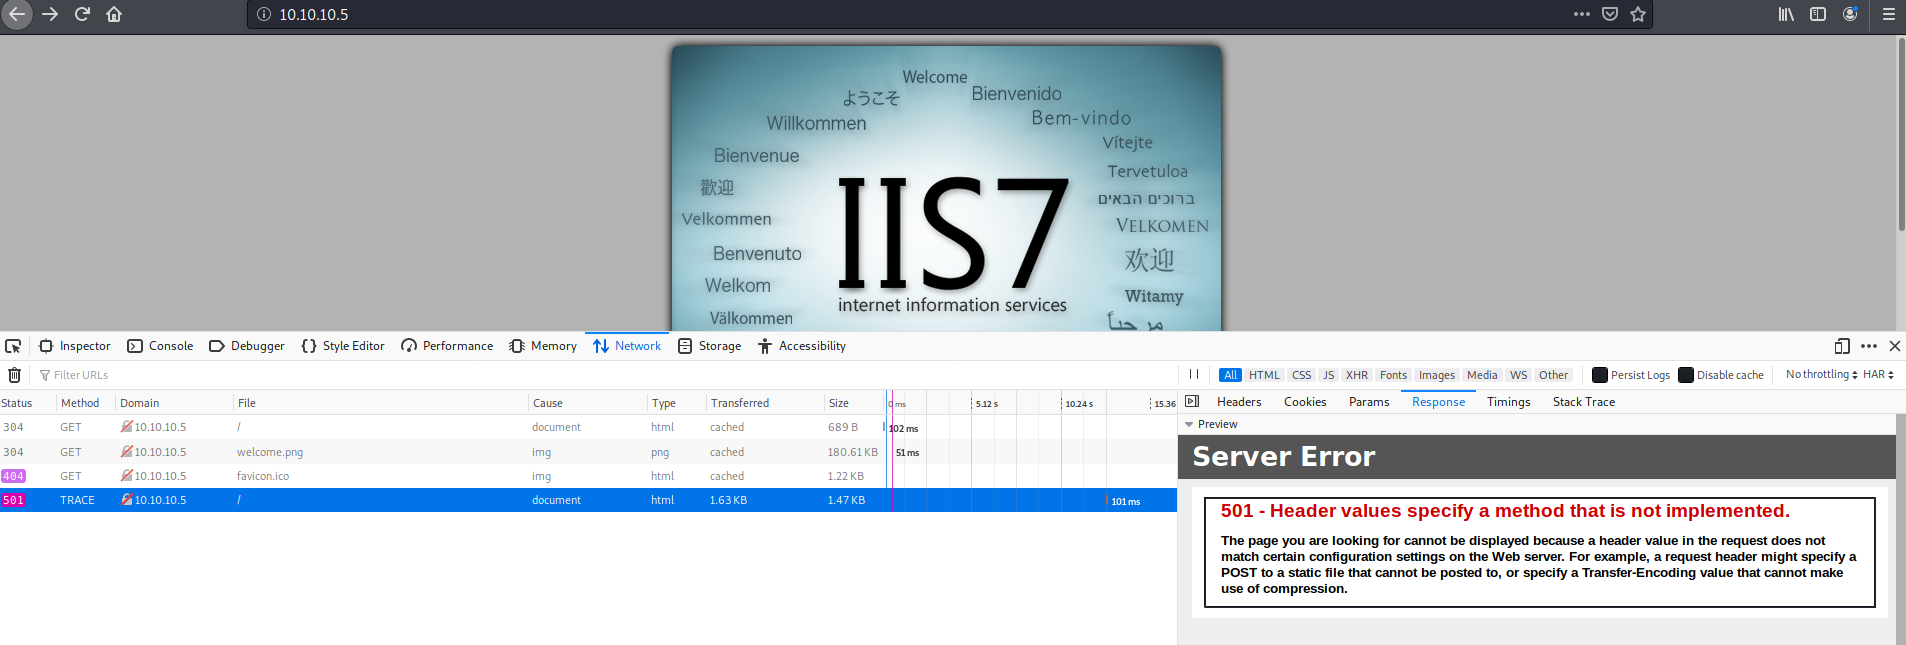 10.10.10.5
Welcome
ようこそ
Bienvenido
Willkommen
Bem-vindo
Vítejte
Bienvenue
Tervetuloa
歡迎
ברוכים הבאים
Velkommen
VELKOMEN
Benvenuto
欢迎
Welkom
Witamy
IIS7
internet information services
Välkommen
Inspector Console Debugger Style Editor Performance Memory Network Storage Accessibility
Filter URLs
All HTML CSS JS XHR Fonts Images Media WS Other Persist Logs Disable cache No throttling HAR
Status Method Domain File Cause Type Transferred Size 0 ms 5.12 s 10.24 s 15.36
Headers Cookies Params Response Timings Stack Trace
304 GET 10.10.10.5 / document html cached 689 B 102 ms
304 GET 10.10.10.5 welcome.png img png cached 180.61 KB 51 ms
404 GET 10.10.10.5 favicon.ico img html cached 1.22 KB
501 TRACE 10.10.10.5 / document html 1.63 KB 1.47 KB 101 ms
Preview
Server Error
501 - Header values specify a method that is not implemented.
The page you are looking for cannot be displayed because a header value in the request does not
match certain configuration settings on the Web server. For example, a request header might specify a
POST to a static file that cannot be posted to, or specify a Transfer-Encoding value that cannot make
use of compression.